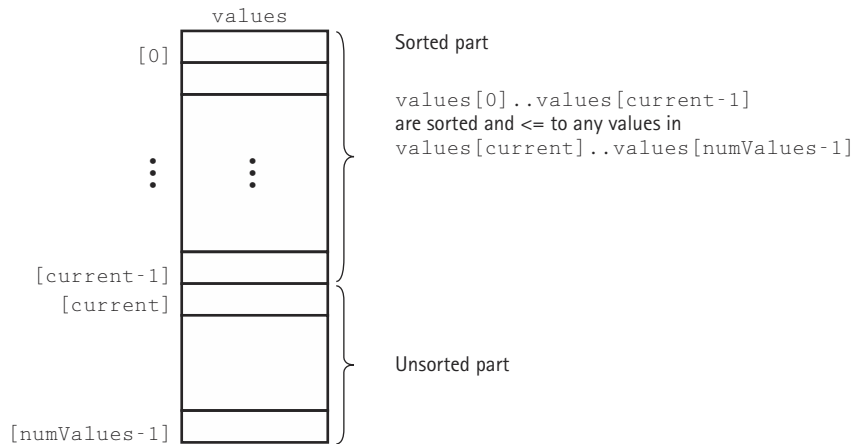 values
[0]
Sorted part
values[0]..values[current-1]
are sorted and <= to any values in
values[current]..values[numValues-1]
[current-1]
[current]
Unsorted part
[numValues-1]